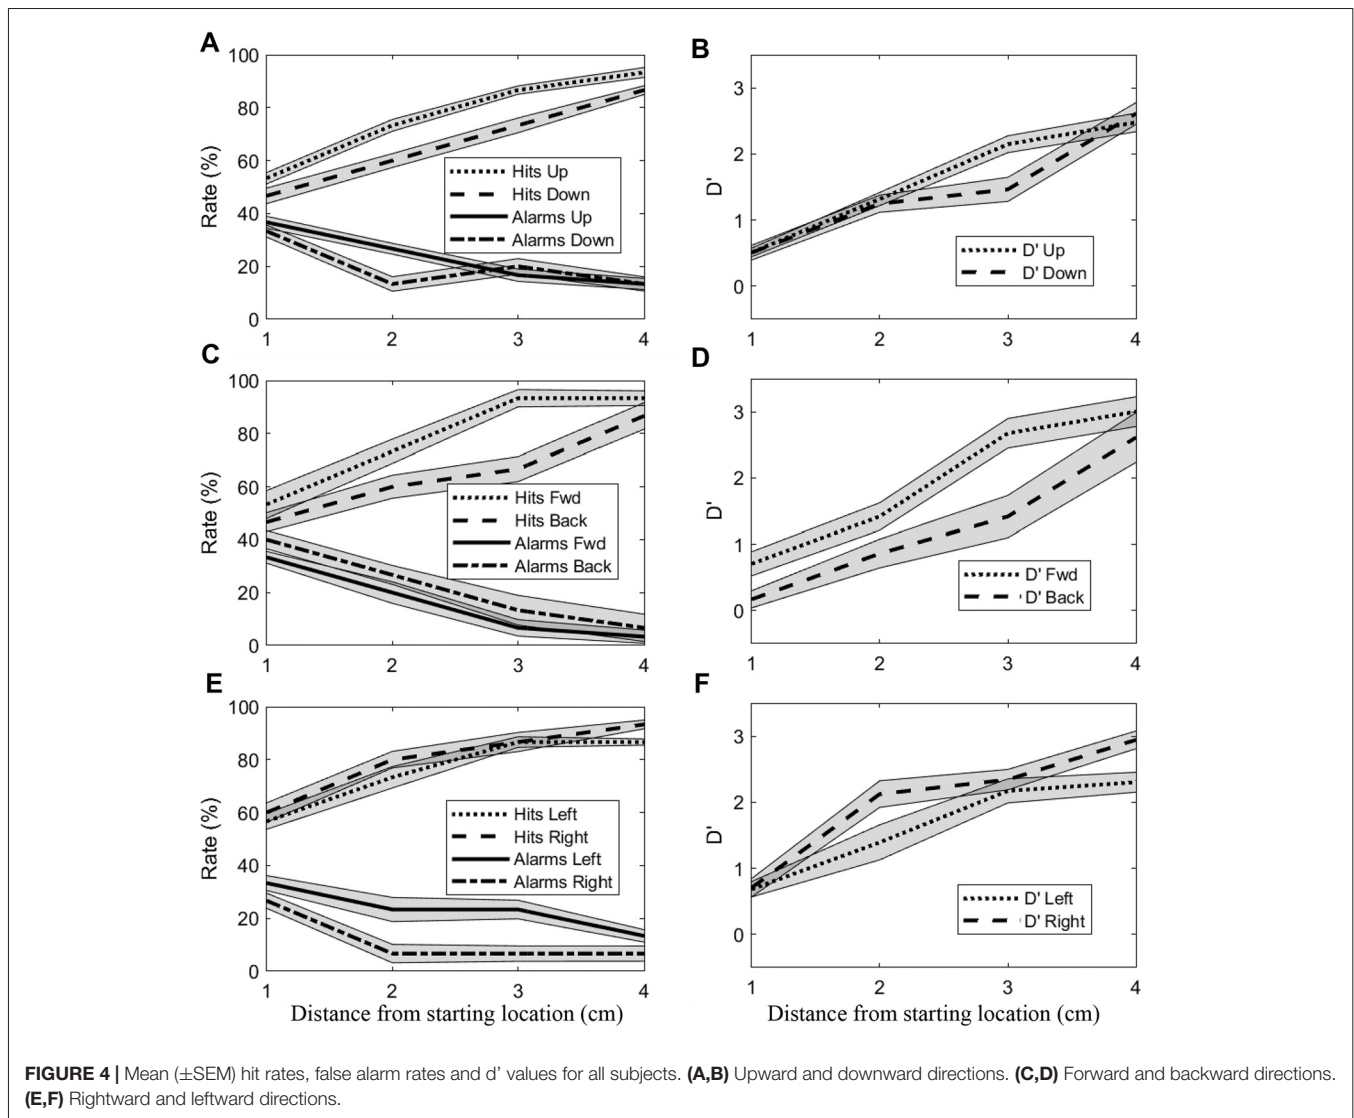 A
100
80
60
40
20
0
Rate (%)
Hits Up
Hits Down
Alarms Up
Alarms Down
1 2 3 4
B
3
2
1
0
D'
D' Up
D' Down
1 2 3 4
C
100
80
60
40
20
0
Rate (%)
Hits Fwd
Hits Back
Alarms Fwd
Alarms Back
1 2 3 4
D
3
2
1
0
D'
D' Fwd
D' Back
1 2 3 4
E
100
80
60
40
20
0
Rate (%)
Hits Left
Hits Right
Alarms Left
Alarms Right
1 2 3 4
Distance from starting location (cm)
F
3
2
1
0
D'
D' Left
D' Right
1 2 3 4
Distance from starting location (cm)
FIGURE 4 | Mean (±SEM) hit rates, false alarm rates and d’ values for all subjects. (A,B) Upward and downward directions. (C,D) Forward and backward directions.
(E,F) Rightward and leftward directions.